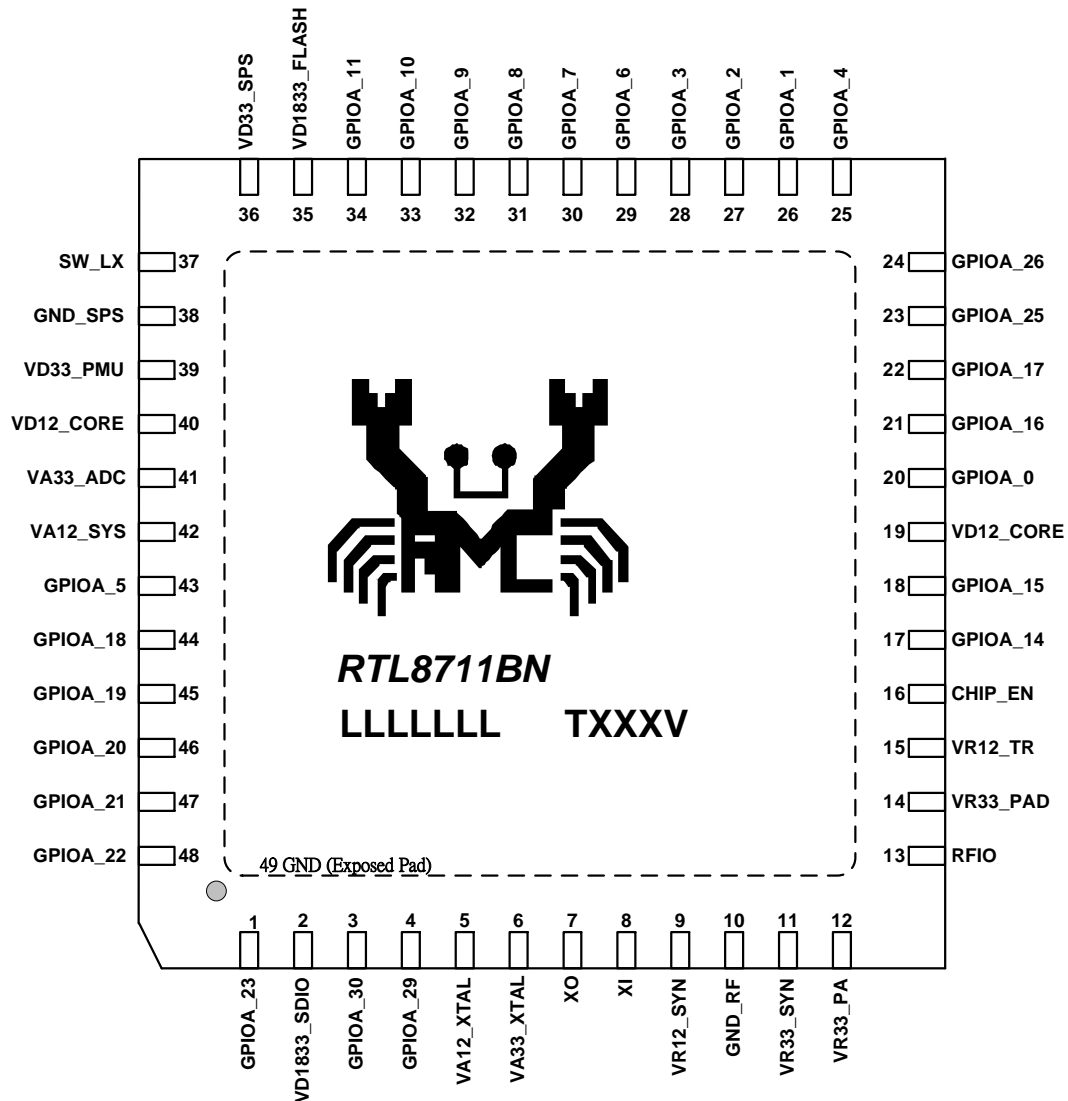 VD33_SPS
VD1833_FLASH
GPIOA_11
GPIOA_10
GPIOA_9
GPIOA_8
GPIOA_7
GPIOA_6
GPIOA_3
GPIOA_2
GPIOA_1
GPIOA_4
36 35 34 33 32 31 30 29 28 27 26 25
SW_LX 37 24 GPIOA_26
GND_SPS 38 23 GPIOA_25
VD33_PMU 39 22 GPIOA_17
VD12_CORE 40 21 GPIOA_16
VA33_ADC 41 20 GPIOA_0
VA12_SYS 42 19 VD12_CORE
GPIOA_5 43 18 GPIOA_15
GPIOA_18 44 17 GPIOA_14
RTL8711BN
GPIOA_19 45 16 CHIP_EN
LLLLLLL TXXXV
GPIOA_20 46 15 VR12_TR
GPIOA_21 47 14 VR33_PAD
GPIOA_22 48 13 RFIO
49 GND (Exposed Pad)
1 2 3 4 5 6 7 8 9 10 11 12
GPIOA_23
VD1833_SDIO
GPIOA_30
GPIOA_29
VA12_XTAL
VA33_XTAL
XO
XI
VR12_SYN
GND_RF
VR33_SYN
VR33_PA